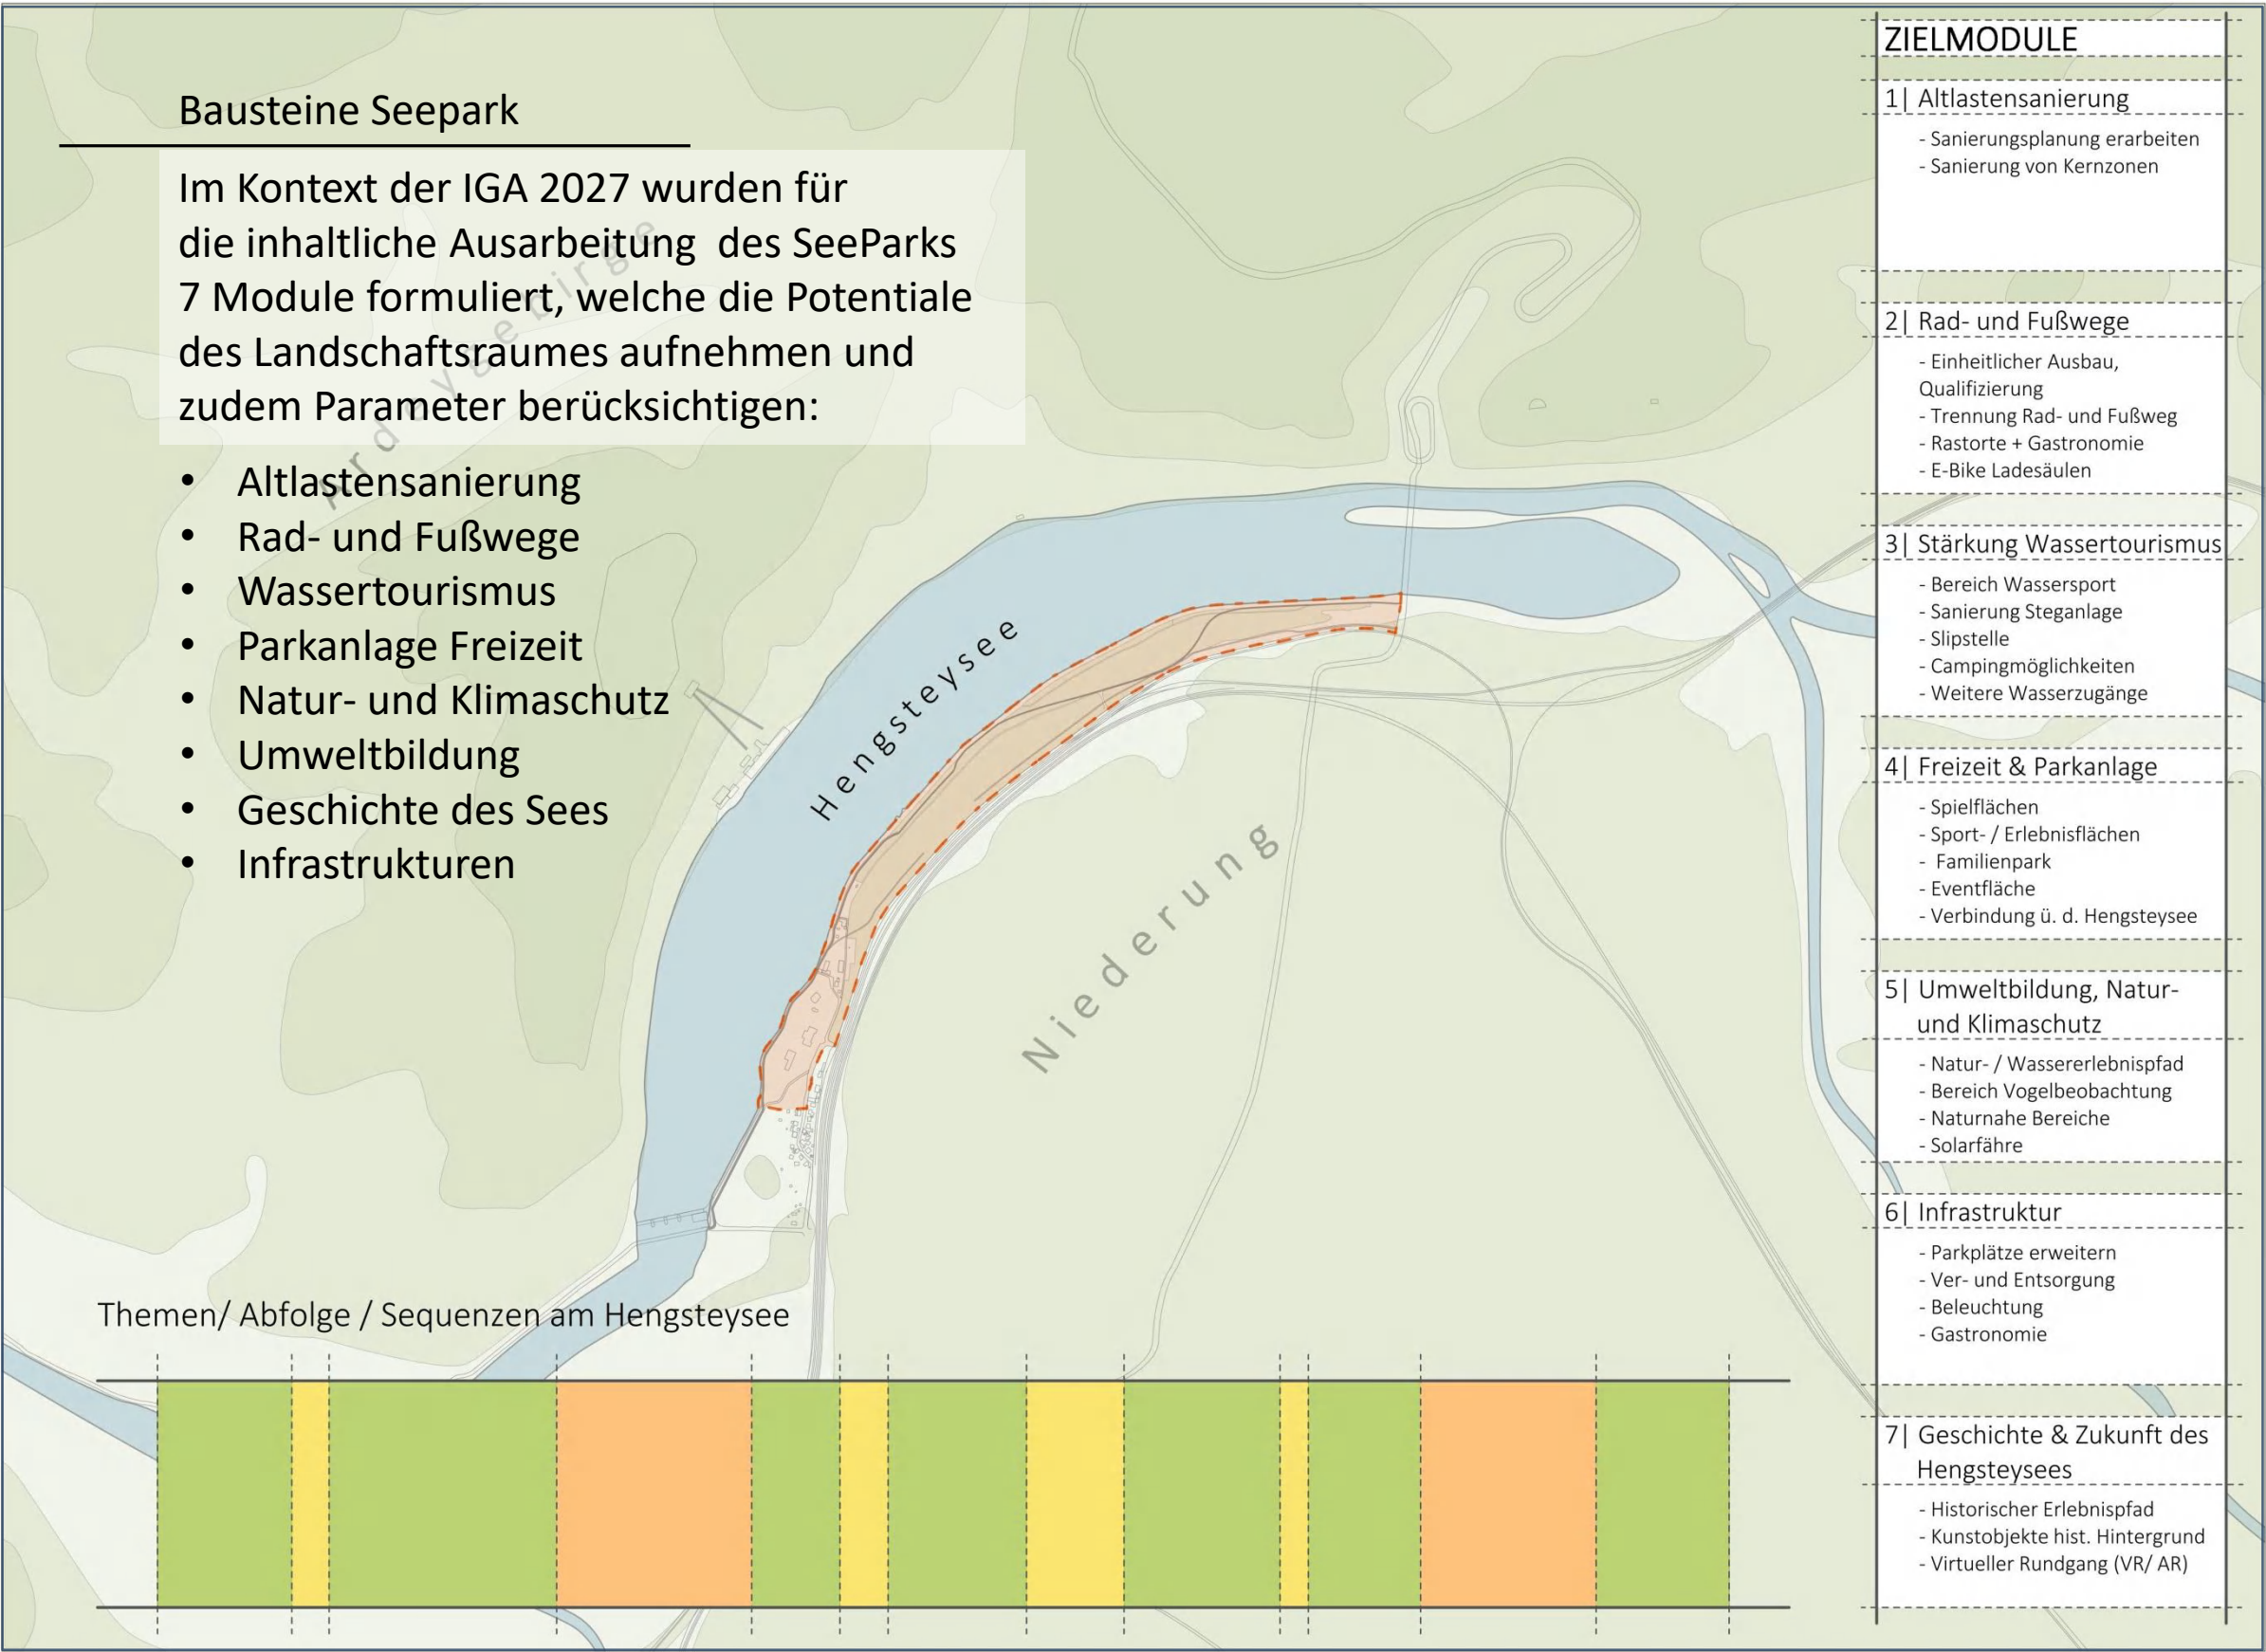 Bausteine Seepark
Im Kontext der IGA 2027 wurden für
die inhaltliche Ausarbeitung des SeeParks
7 Module formuliert, welche die Potentiale
des Landschaftsraumes aufnehmen und
zudem Parameter berücksichtigen:
• Altlastensanierung
• Rad- und Fußwege
• Wassertourismus
• Parkanlage Freizeit
• Natur- und Klimaschutz
• Umweltbildung
• Geschichte des Sees
• Infrastrukturen
Ardeygebirge
Hengsteysee
Niederung
Themen/ Abfolge / Sequenzen am Hengsteysee
ZIELMODULE
1| Altlastensanierung
- Sanierungsplanung erarbeiten
- Sanierung von Kernzonen
2| Rad- und Fußwege
- Einheitlicher Ausbau,
Qualifizierung
- Trennung Rad- und Fußweg
- Rastorte + Gastronomie
- E-Bike Ladesäulen
3| Stärkung Wassertourismus
- Bereich Wassersport
- Sanierung Steganlage
- Slipstelle
- Campingmöglichkeiten
- Weitere Wasserzugänge
4| Freizeit & Parkanlage
- Spielflächen
- Sport- / Erlebnisflächen
- Familienpark
- Eventfläche
- Verbindung ü. d. Hengsteysee
5| Umweltbildung, Natur-
und Klimaschutz
- Natur- / Wassererlebnispfad
- Bereich Vogelbeobachtung
- Naturnahe Bereiche
- Solarfähre
6| Infrastruktur
- Parkplätze erweitern
- Ver- und Entsorgung
- Beleuchtung
- Gastronomie
7| Geschichte & Zukunft des
Hengsteysees
- Historischer Erlebnispfad
- Kunstobjekte hist. Hintergrund
- Virtueller Rundgang (VR/ AR)